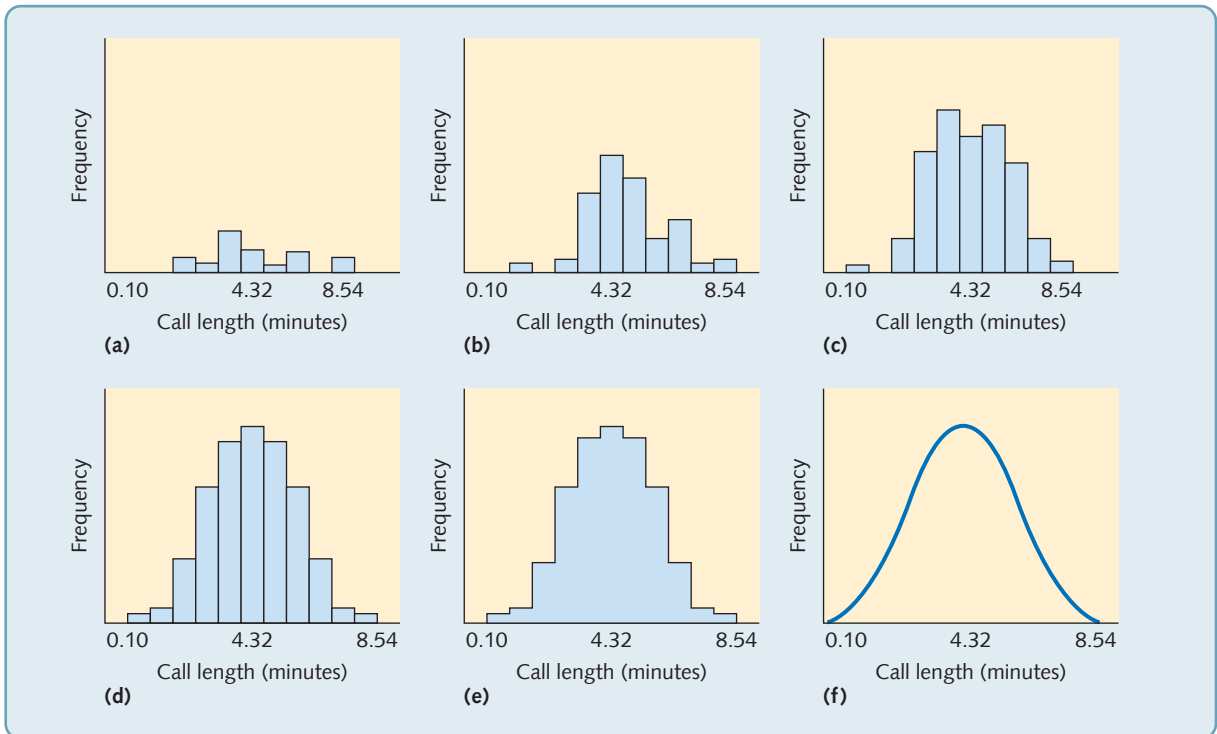 Frequency
0.10 4.32 8.54
Call length (minutes)
(a)
Frequency
0.10 4.32 8.54
Call length (minutes)
(b)
Frequency
0.10 4.32 8.54
Call length (minutes)
(c)
Frequency
0.10 4.32 8.54
Call length (minutes)
(d)
Frequency
0.10 4.32 8.54
Call length (minutes)
(e)
Frequency
0.10 4.32 8.54
Call length (minutes)
(f)